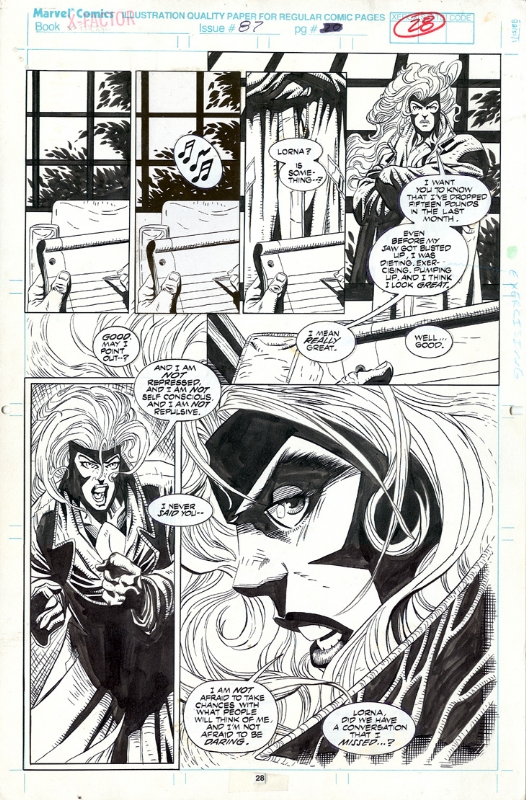 Marvel Comics
ILLUSTRATION QUALITY PAPER FOR REGULAR COMIC PAGES
Book X-FACTOR
Issue # 87
pg # 20
28
LORNA?
IS
SOME-
THING--?
I WANT
YOU TO KNOW
THAT I'VE DROPPED
FIFTEEN POUNDS
IN THE LAST
MONTH.
EVEN
BEFORE MY
JAW GOT BUSTED
UP, I WAS
DIETING, EXER-
CISING, PUMPING
UP, AND I THINK
I LOOK GREAT.
GOOD.
MAY I
POINT
OUT--?
I MEAN
REALLY
GREAT.
WELL...
GOOD.
AND I AM
NOT
REPRESSED,
AND I AM NOT
SELF CONSCIOUS,
AND I AM NOT
REPULSIVE.
I NEVER
SAID YOU--
I AM NOT
AFRAID TO TAKE
CHANCES WITH
WHAT PEOPLE
WILL THINK OF ME.
AND I'M NOT
AFRAID TO BE
DARING.
LORNA,
DID WE HAVE
A CONVERSATION
THAT I
MISSED...?
28